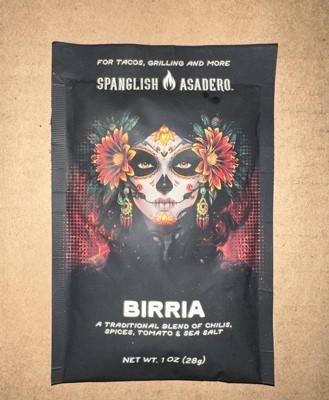 FOR TACOS, GRILLING AND MORE
SPANGLISH ASADERO™
BIRRIA
A TRADITIONAL BLEND OF CHILIS,
SPICES, TOMATO & SEA SALT
NET WT. 1 OZ (28g)